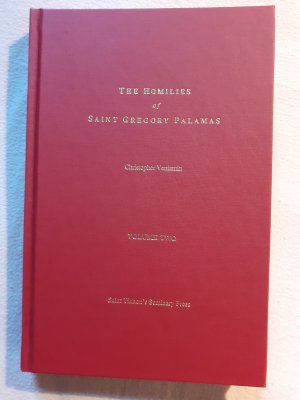 THE HOMILIES
of
SAINT GREGORY PALAMAS
Christopher Veniamin
VOLUME TWO
Saint Tikhon's Seminary Press